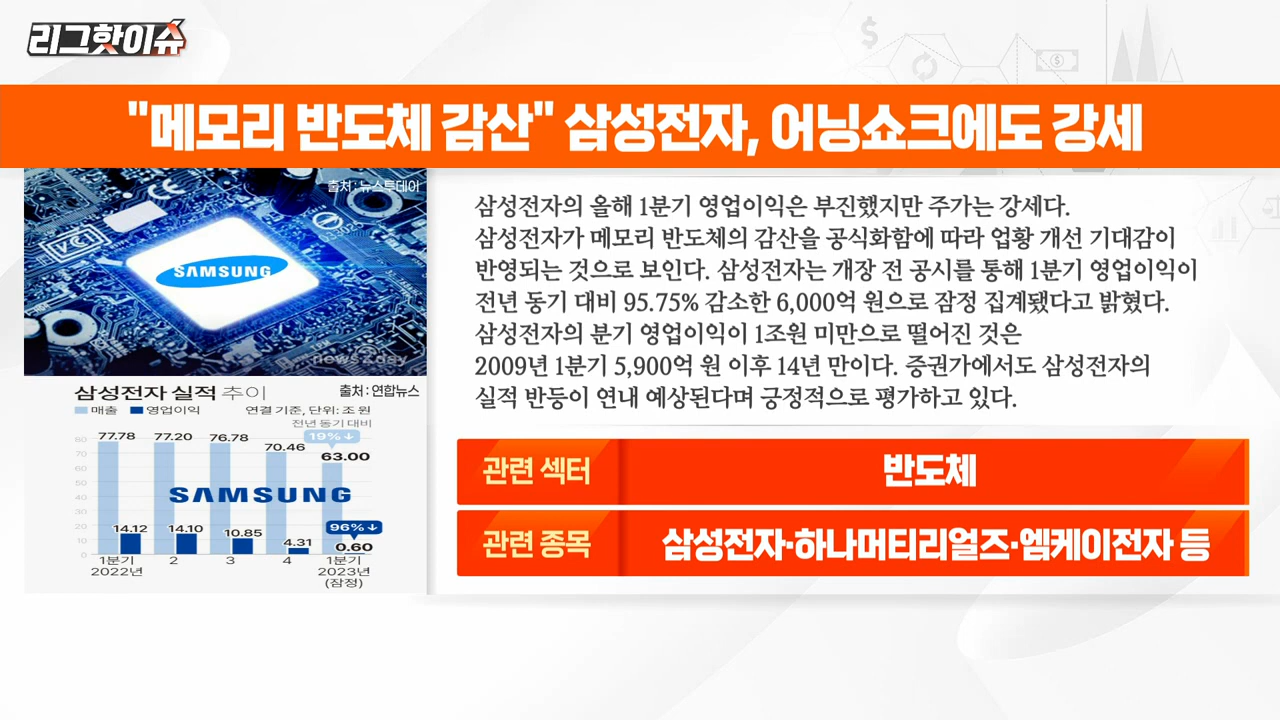 리그핫이슈
"메모리 반도체 감산" 삼성전자, 어닝쇼크에도 강세
출처 : 뉴스투데이
SAMSUNG
news2day
삼성전자의 올해 1분기 영업이익은 부진했지만 주가는 강세다.
삼성전자가 메모리 반도체의 감산을 공식화함에 따라 업황 개선 기대감이
반영되는 것으로 보인다. 삼성전자는 개장 전 공시를 통해 1분기 영업이익이
전년 동기 대비 95.75% 감소한 6,000억 원으로 잠정 집계됐다고 밝혔다.
삼성전자의 분기 영업이익이 1조원 미만으로 떨어진 것은
2009년 1분기 5,900억 원 이후 14년 만이다. 증권가에서도 삼성전자의
실적 반등이 연내 예상된다며 긍정적으로 평가하고 있다.
삼성전자 실적 추이 출처 : 연합뉴스
매출 영업이익 연결 기준, 단위: 조 원
전년 동기 대비
19%↓
77.78 77.20 76.78 70.46 63.00
80
70
60
50
40
30
20
10
0
SAMSUNG
96%↓
14.12 14.10 10.85 4.31 0.60
1분기 2 3 4 1분기
2022년 2023년
(잠정)
관련 섹터 반도체
관련 종목 삼성전자·하나머티리얼즈·엠케이전자 등